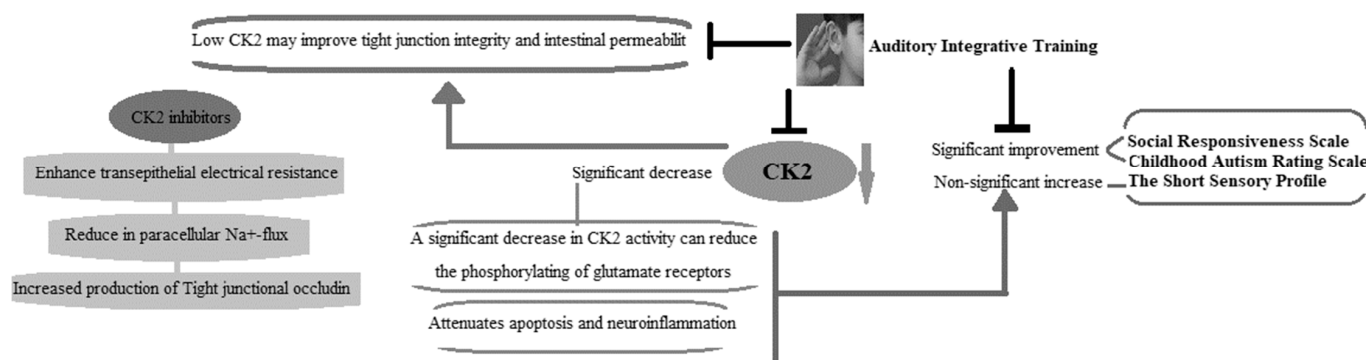 Low CK2 may improve tight junction integrity and intestinal permeabilit
Auditory Integrative Training
CK2 inhibitors
Enhance transepithelial electrical resistance
Reduce in paracellular Na+-flux
Increased production of Tight junctional occludin
Significant decrease
CK2
A significant decrease in CK2 activity can reduce
the phosphorylating of glutamate receptors
Attenuates apoptosis and neuroinflammation
Significant improvement
Non-significant increase
Social Responsiveness Scale
Childhood Autism Rating Scale
The Short Sensory Profile